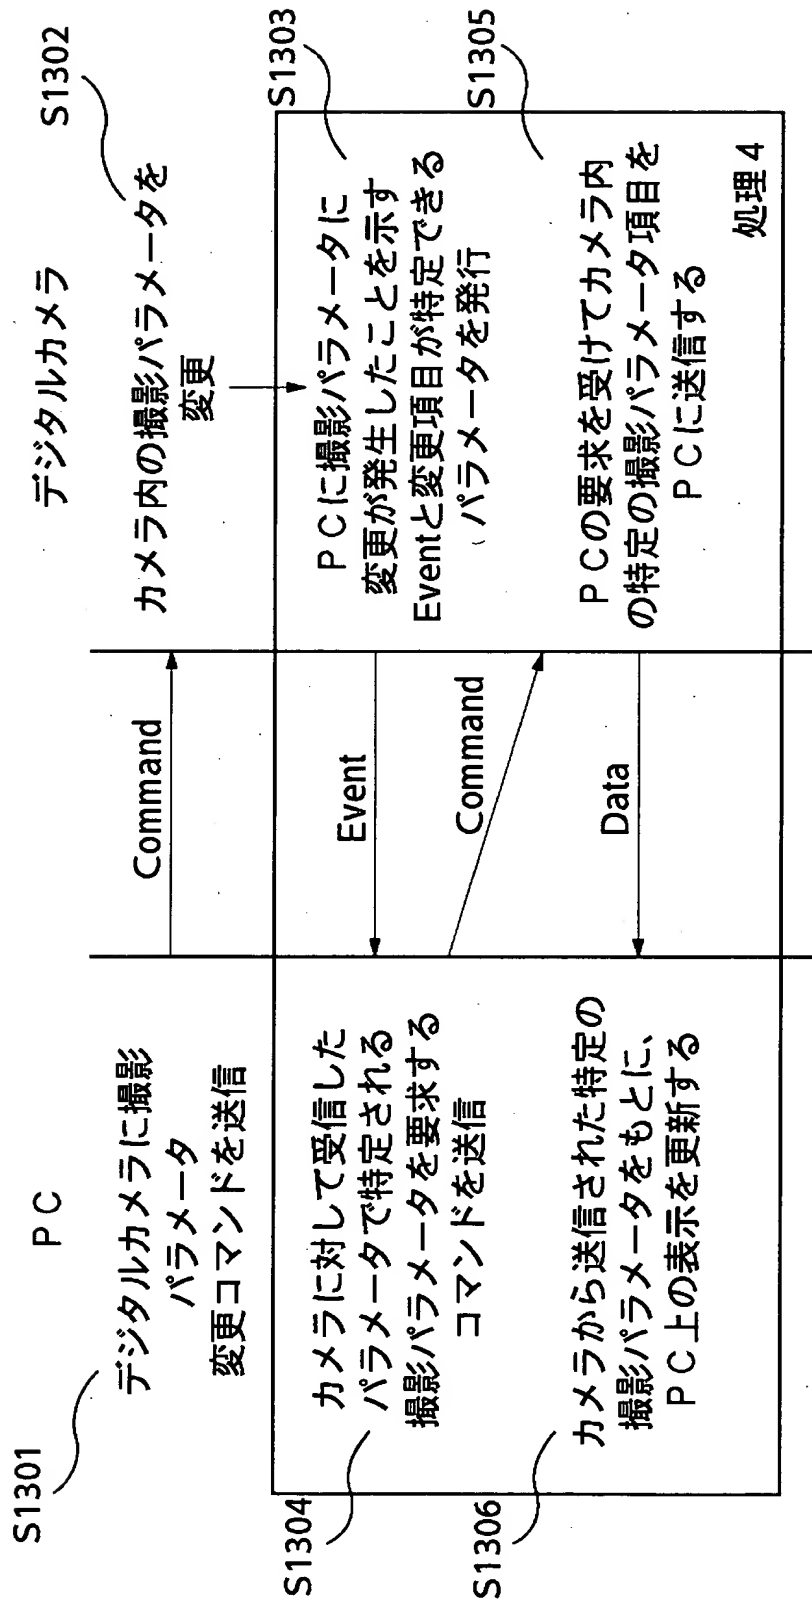 PC
デジタルカメラ
S1301
デジタルカメラに撮影
パラメータ
変更コマンドを送信
Command
カメラ内の撮影パラメータを
変更
S1302
S1304
カメラに対して受信した
パラメータで特定される
撮影パラメータを要求する
コマンドを送信
Event
Command
PCに撮影パラメータに
変更が発生したことを示す
Eventと変更項目が特定できる
パラメータを発行
S1303
S1306
カメラから送信された特定の
撮影パラメータをもとに、
PC上の表示を更新する
Data
PCの要求を受けてカメラ内
の特定の撮影パラメータ項目を
PCに送信する
S1305
処理4